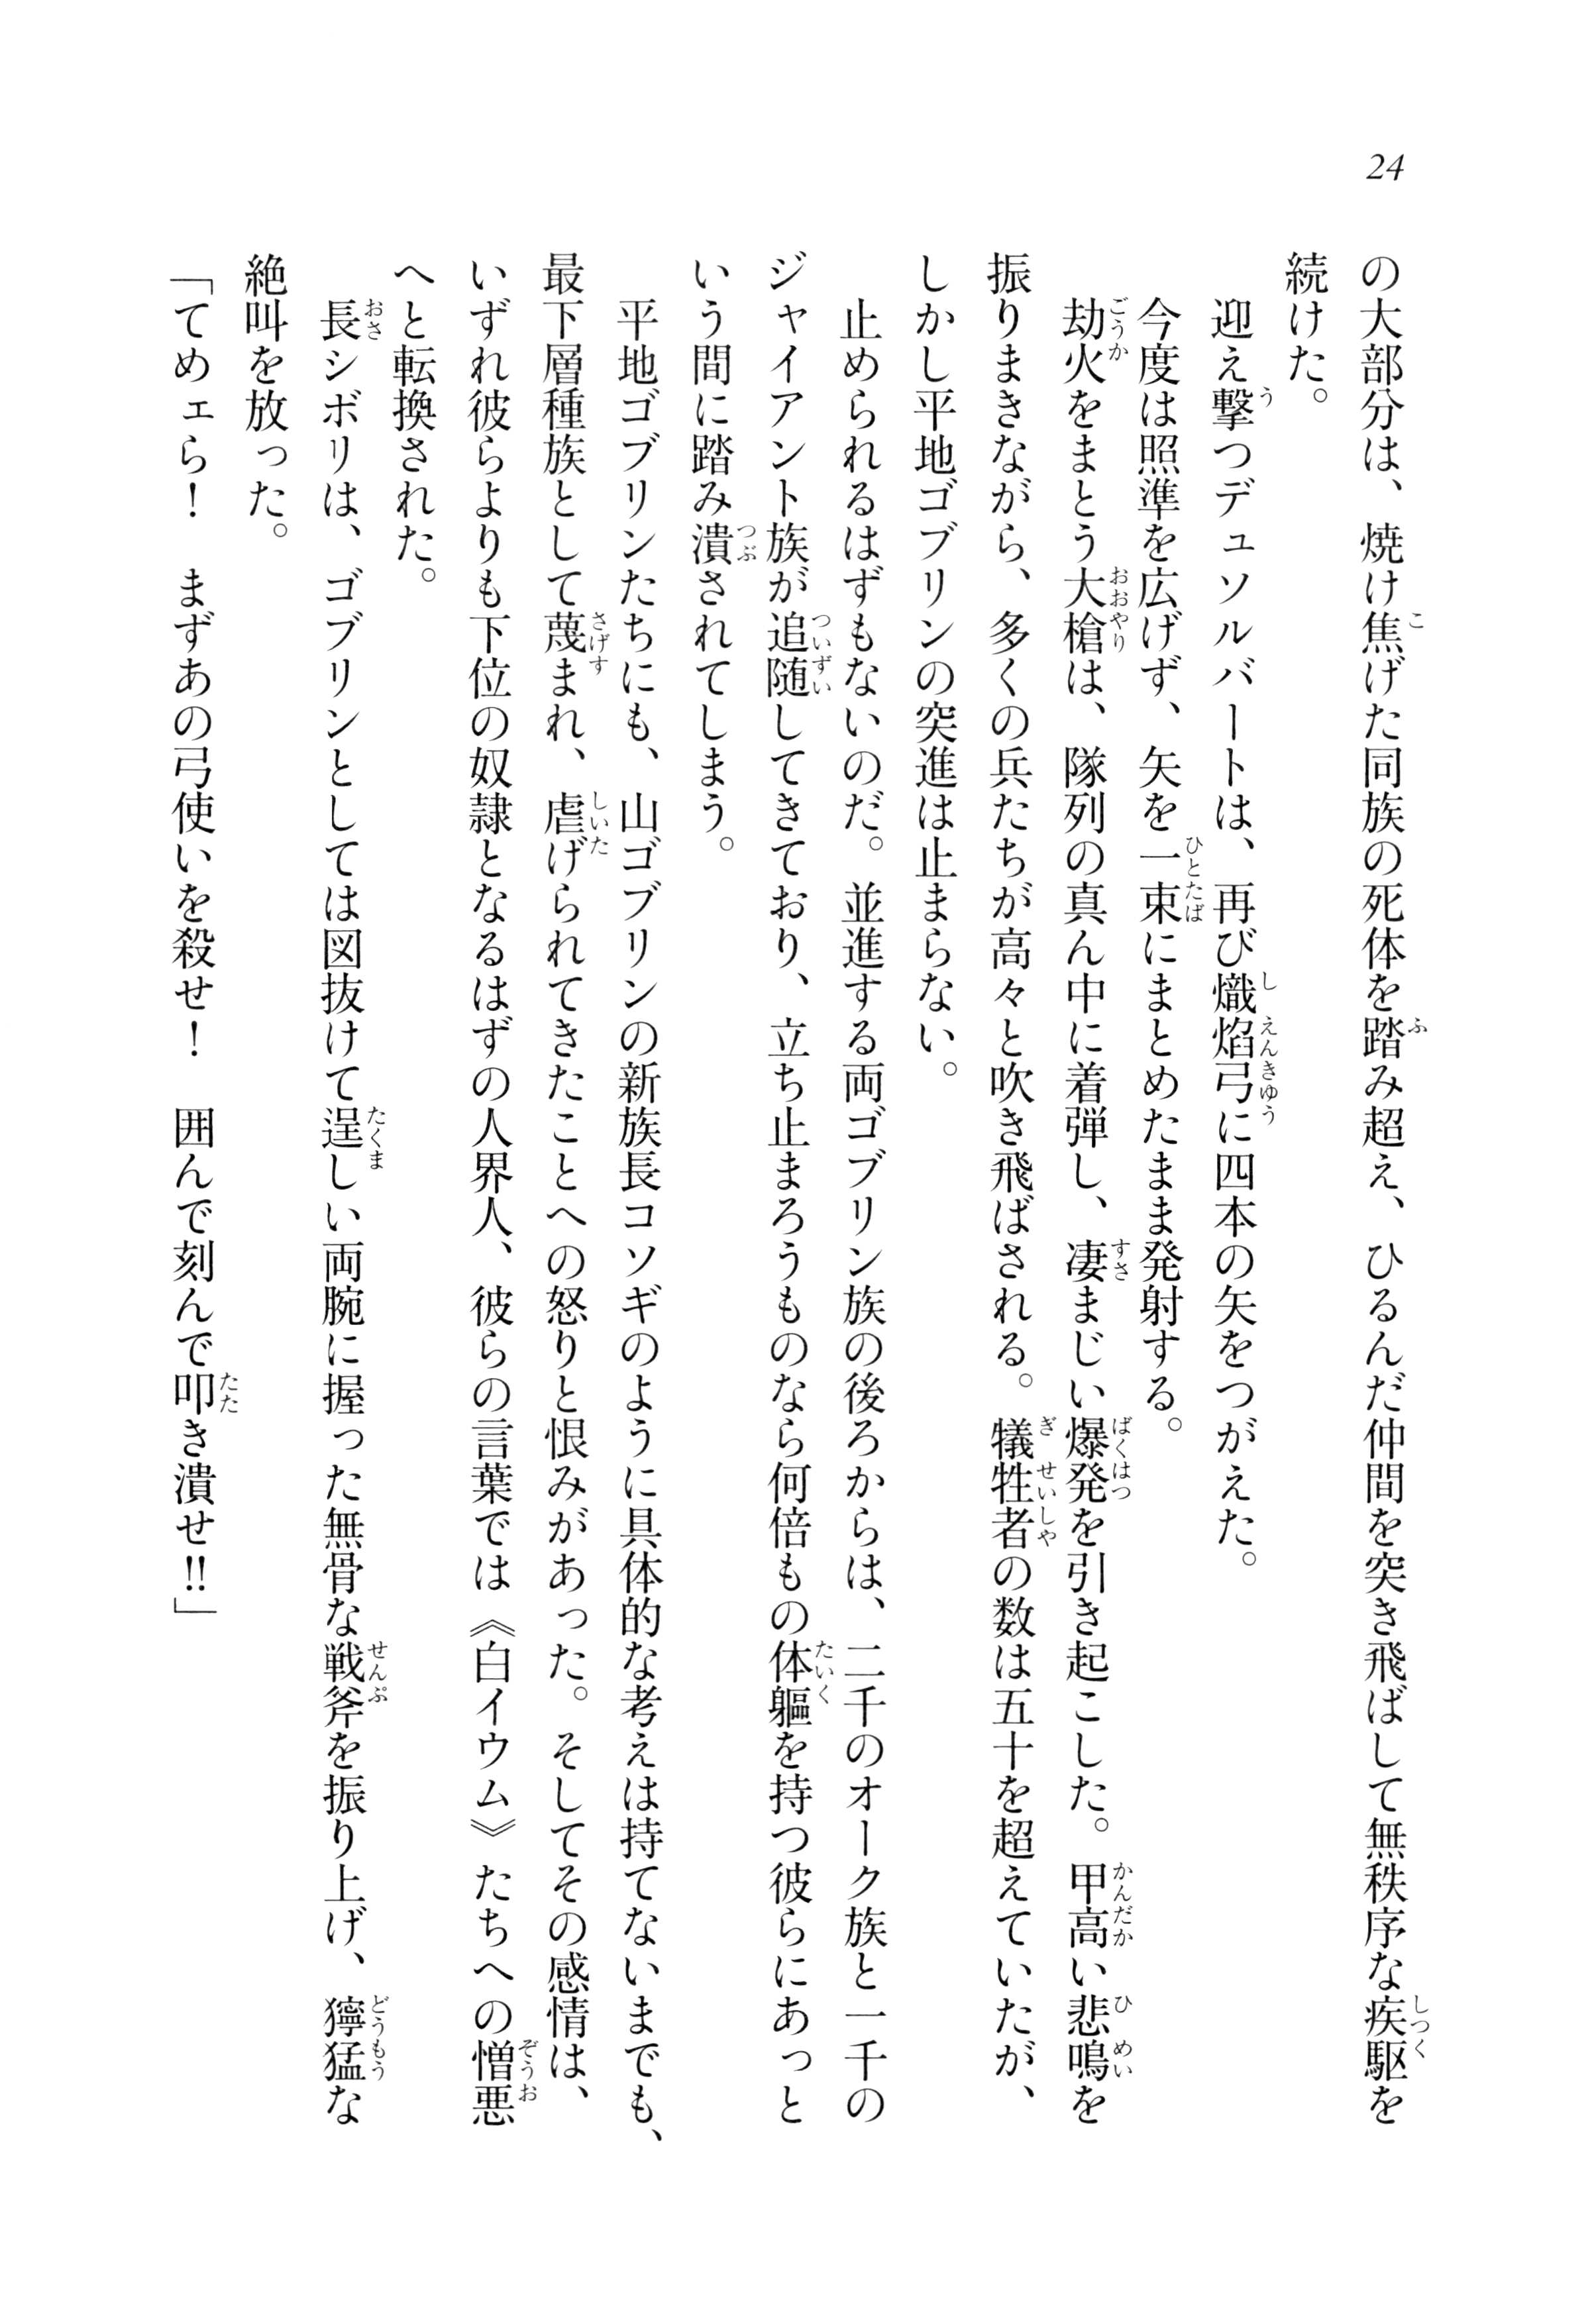 24
の大部分は、焼け焦げた同族の死体を踏み超え、ひるんだ仲間を突き飛ばして無秩序な疾駆を
続けた。
　迎え撃つデュソルバートは、再び熾焰弓に四本の矢をつがえた。
　今度は照準を広げず、矢を一束にまとめたまま発射する。
　劫火をまとう大槍は、隊列の真ん中に着弾し、凄まじい爆発を引き起こした。甲高い悲鳴を
振りまきながら、多くの兵たちが高々と吹き飛ばされる。犠牲者の数は五十を超えていたが、
しかし平地ゴブリンの突進は止まらない。
　止められるはずもないのだ。並進する両ゴブリン族の後ろからは、二千のオーク族と一千の
ジャイアント族が追随してきており、立ち止まろうものなら何倍もの体軀を持つ彼らにあっと
いう間に踏み潰されてしまう。
　平地ゴブリンたちにも、山ゴブリンの新族長コソギのように具体的な考えは持てないまでも、
最下層種族として蔑まれ、虐げられてきたことへの怒りと恨みがあった。そしてその感情は、
いずれ彼らよりも下位の奴隷となるはずの人界人、彼らの言葉では《白イウム》たちへの憎悪
へと転換された。
　長シボリは、ゴブリンとしては図抜けて逞しい両腕に握った無骨な戦斧を振り上げ、獰猛な
絶叫を放った。
「てめェら！　まずあの弓使いを殺せ！　囲んで刻んで叩き潰せ!!」